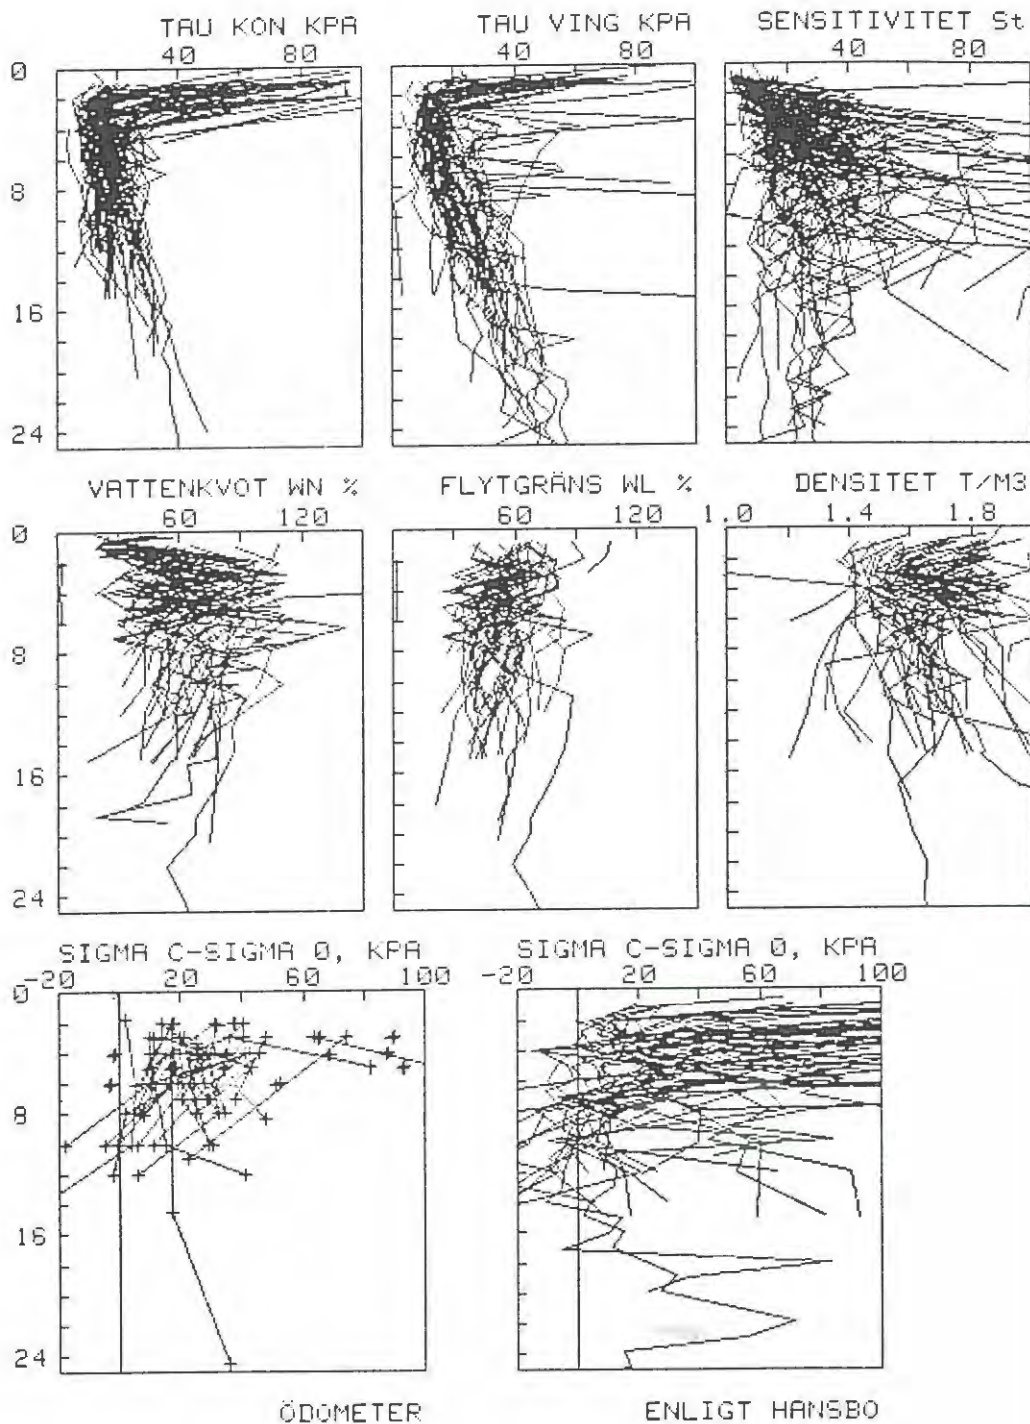 TAU KON KPA
40 80
TAU VING KPA
40 80
SENSITIVITET St
40 80
0
8
16
24
VATTENKVOT WN %
60 120
FLYTGRÄNS WL %
60 120
DENSITET T/M3
1.0 1.4 1.8
0
8
16
24
SIGMA C-SIGMA 0, KPA
-20 20 60 100
SIGMA C-SIGMA 0, KPA
-20 20 60 100
0
8
16
24
ÖDOMETER
ENLIGT HANSBO